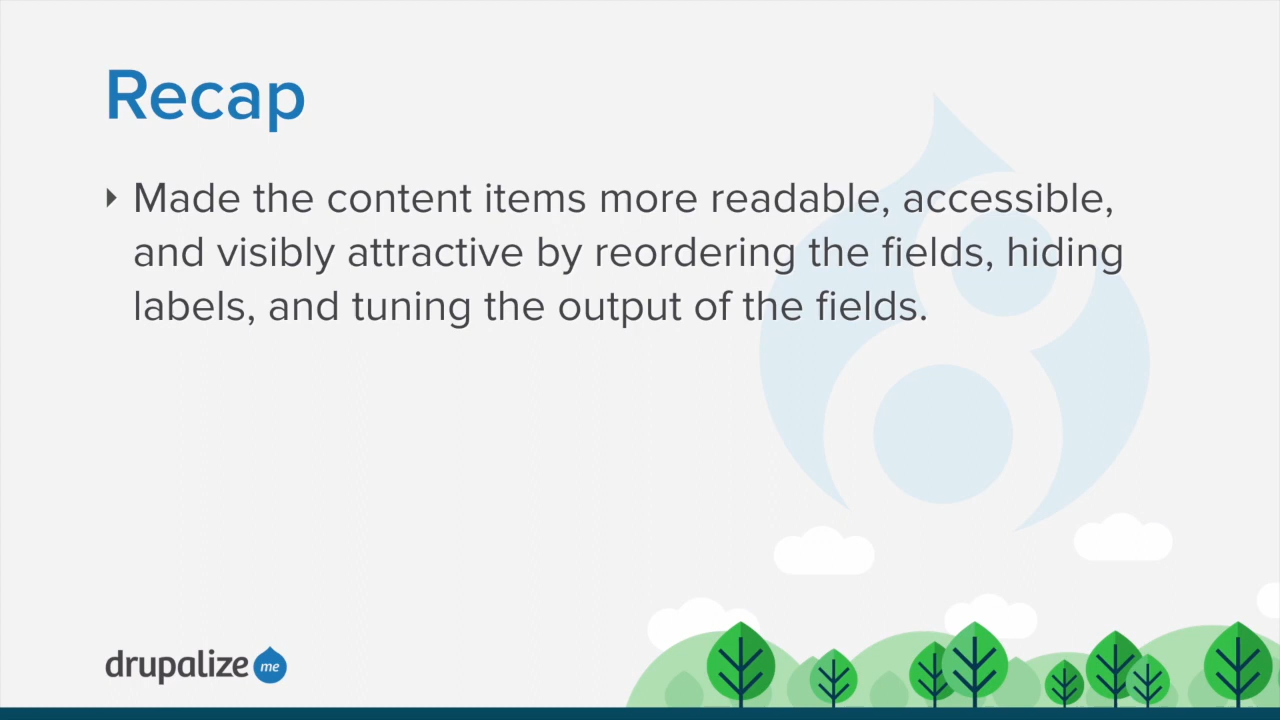 Recap
Made the content items more readable, accessible,
and visibly attractive by reordering the fields, hiding
labels, and tuning the output of the fields.
drupalize me